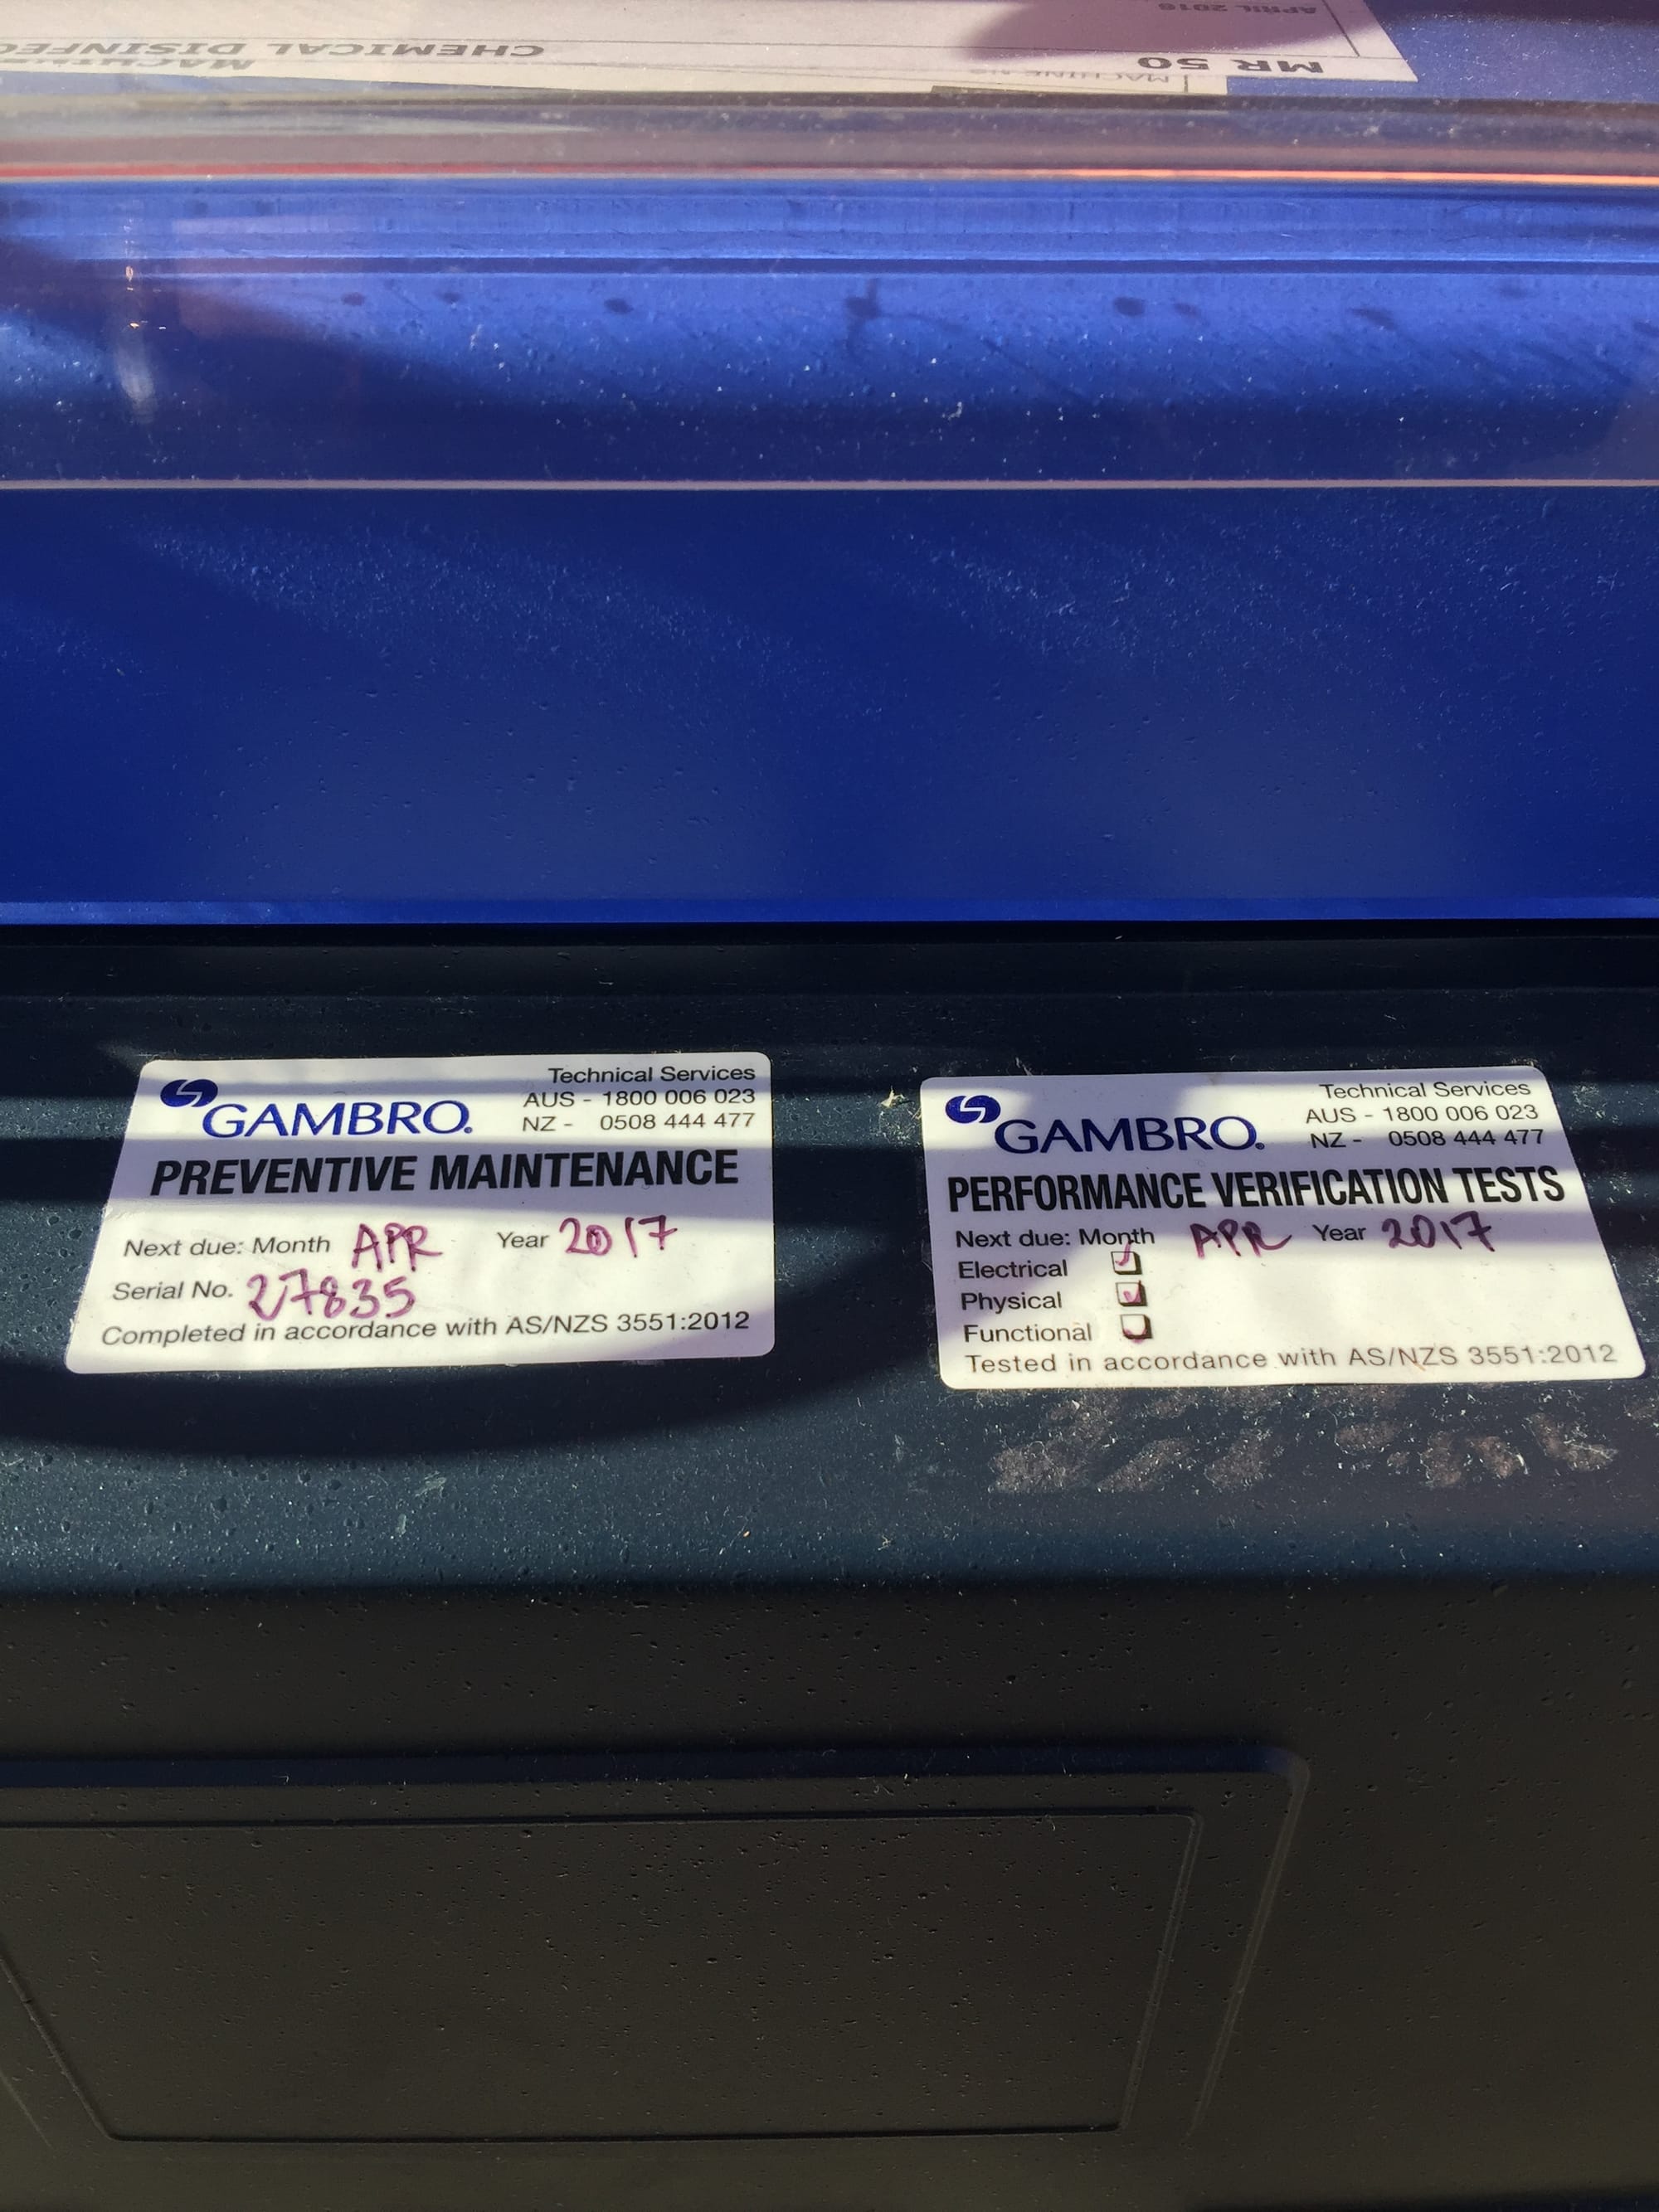 APRIL 2016
MR 50
CHEMICAL DISINFEC
GAMBRO.
Technical Services
AUS - 1800 006 023
NZ - 0508 444 477
PREVENTIVE MAINTENANCE
Next due: Month APR Year 2017
Serial No. 27835
Completed in accordance with AS/NZS 3551:2012
GAMBRO.
Technical Services
AUS - 1800 006 023
NZ - 0508 444 477
PERFORMANCE VERIFICATION TESTS
Next due: Month APR Year 2017
Electrical
Physical
Functional
Tested in accordance with AS/NZS 3551:2012